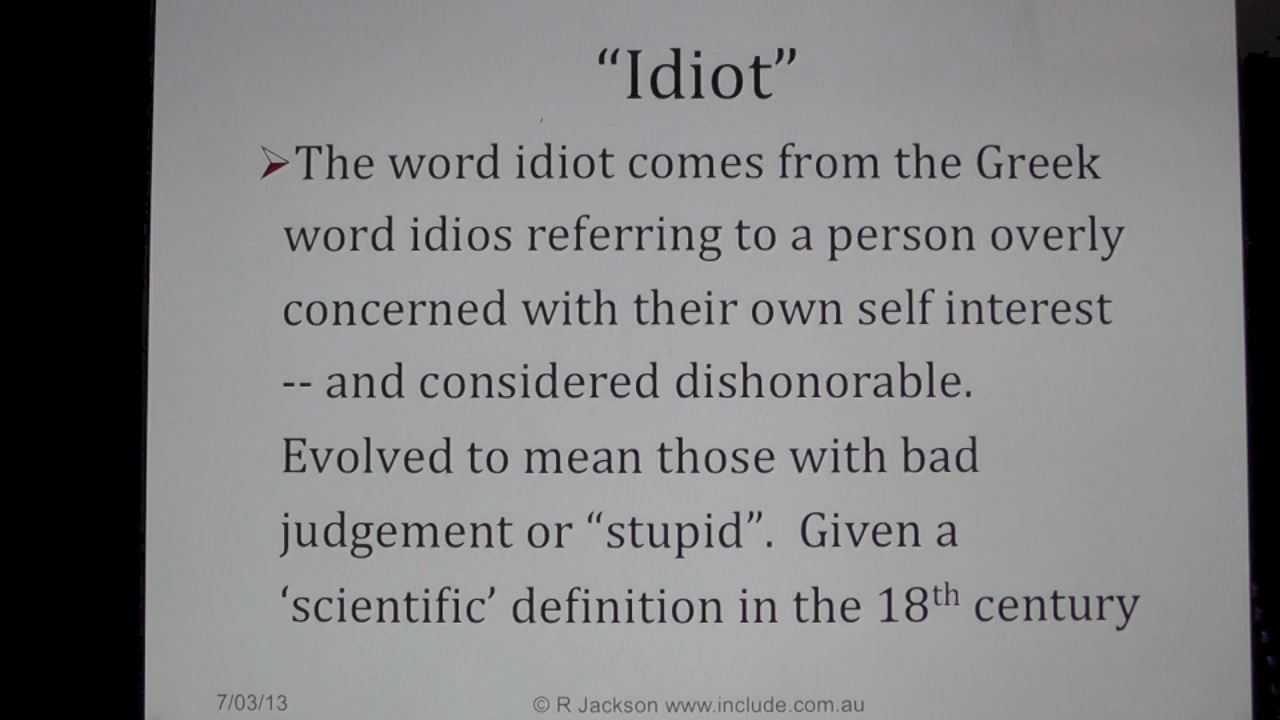 “Idiot”
The word idiot comes from the Greek
word idios referring to a person overly
concerned with their own self interest
-- and considered dishonorable.
Evolved to mean those with bad
judgement or “stupid”.  Given a
‘scientific’ definition in the 18th century
7/03/13
© R Jackson www.include.com.au